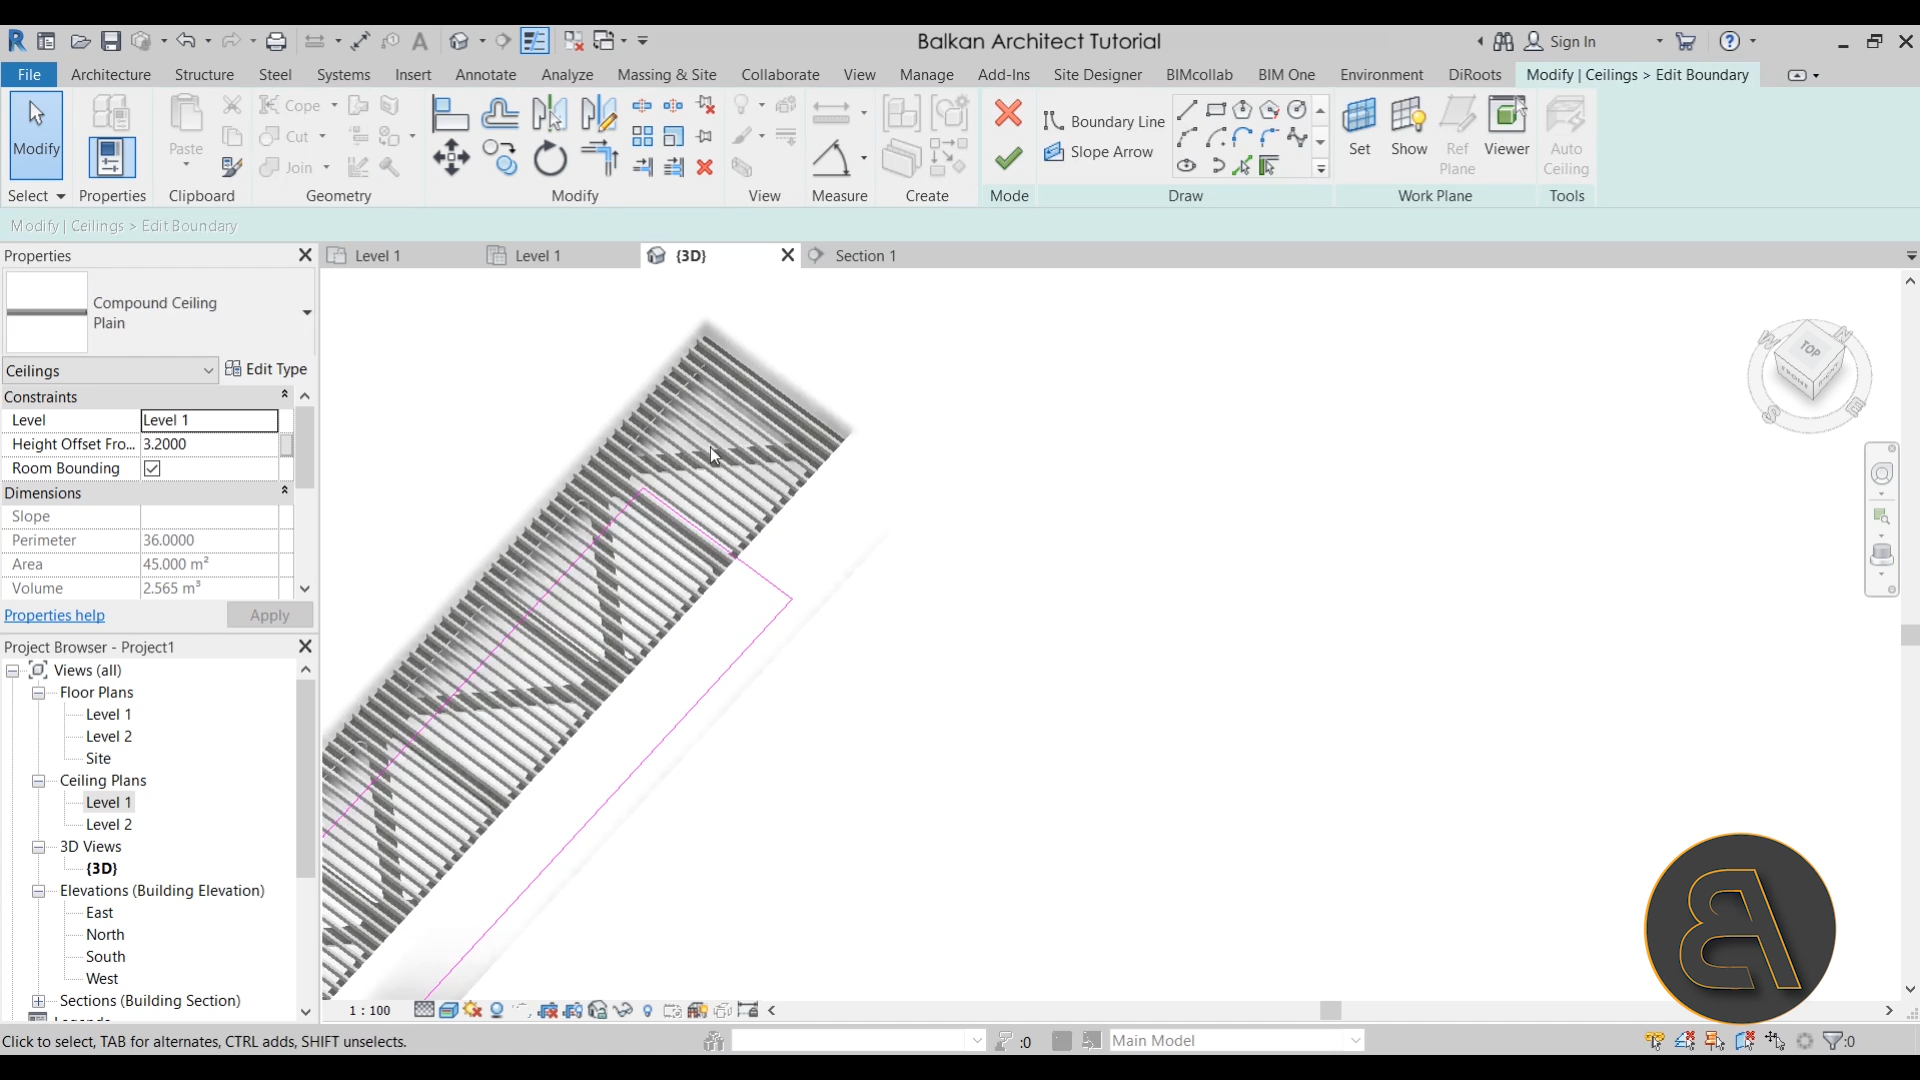 Balkan Architect Tutorial
Sign In
File Architecture Structure Steel Systems Insert Annotate Analyze Massing & Site Collaborate View Manage Add-Ins Site Designer BIMcollab BIM One Environment DiRoots Modify | Ceilings > Edit Boundary
Modify
Paste
Cope
Cut
Join
Boundary Line
Slope Arrow
Set
Show
Ref
Plane
Viewer
Auto
Ceiling
Select Properties Clipboard Geometry Modify View Measure Create Mode Draw Work Plane Tools
Modify | Ceilings > Edit Boundary
Properties
Level 1
Level 1
{3D}
Section 1
Compound Ceiling
Plain
Ceilings
Edit Type
Constraints
Level Level 1
Height Offset Fro... 3.2000
Room Bounding
Dimensions
Slope
Perimeter 36.0000
Area 45.000 m²
Volume 2.565 m³
Properties help
Apply
Project Browser - Project1
Views (all)
Floor Plans
Level 1
Level 2
Site
Ceiling Plans
Level 1
Level 2
3D Views
{3D}
Elevations (Building Elevation)
East
North
South
West
Sections (Building Section)
TOP
FRONT
RIGHT
W
N
S
E
1 : 100
Click to select, TAB for alternates, CTRL adds, SHIFT unselects.
:0
Main Model
:0